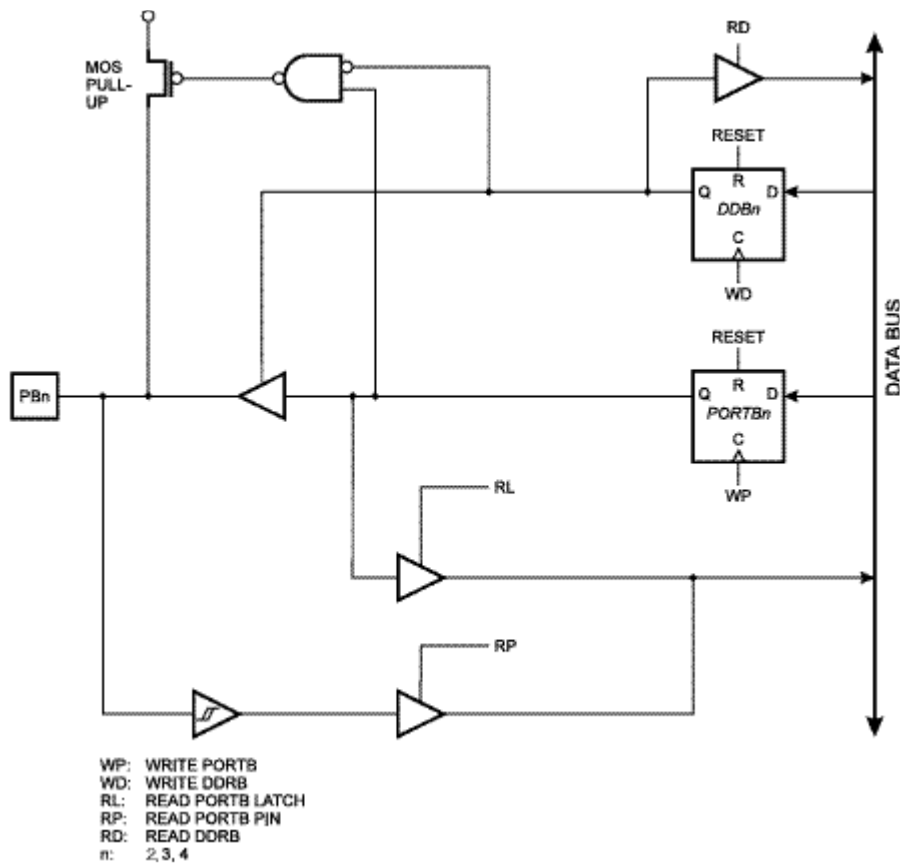 MOS
PULL-
UP
RD
RESET
R
Q
D
DDBn
C
WD
RESET
R
Q
D
PORTBn
C
WP
PBn
DATA BUS
RL
RP
WP: WRITE PORTB
WD: WRITE DDRB
RL: READ PORTB LATCH
RP: READ PORTB PIN
RD: READ DDRB
n: 2, 3, 4